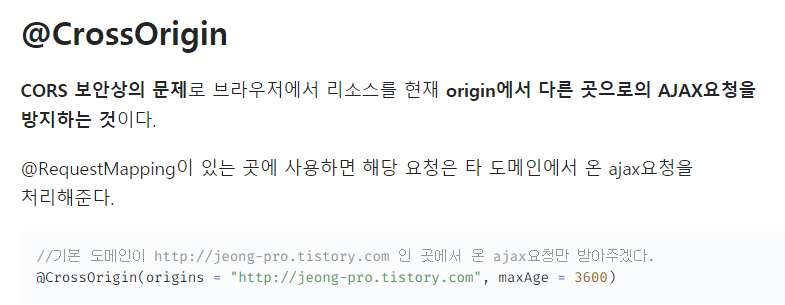 @CrossOrigin
CORS 보안상의 문제로 브라우저에서 리소스를 현재 origin에서 다른 곳으로의 AJAX요청을
방지하는 것이다.
@RequestMapping이 있는 곳에 사용하면 해당 요청은 타 도메인에서 온 ajax요청을
처리해준다.
//기본 도메인이 http://jeong-pro.tistory.com 인 곳에서 온 ajax요청만 받아주겠다.
@CrossOrigin(origins = "http://jeong-pro.tistory.com", maxAge = 3600)